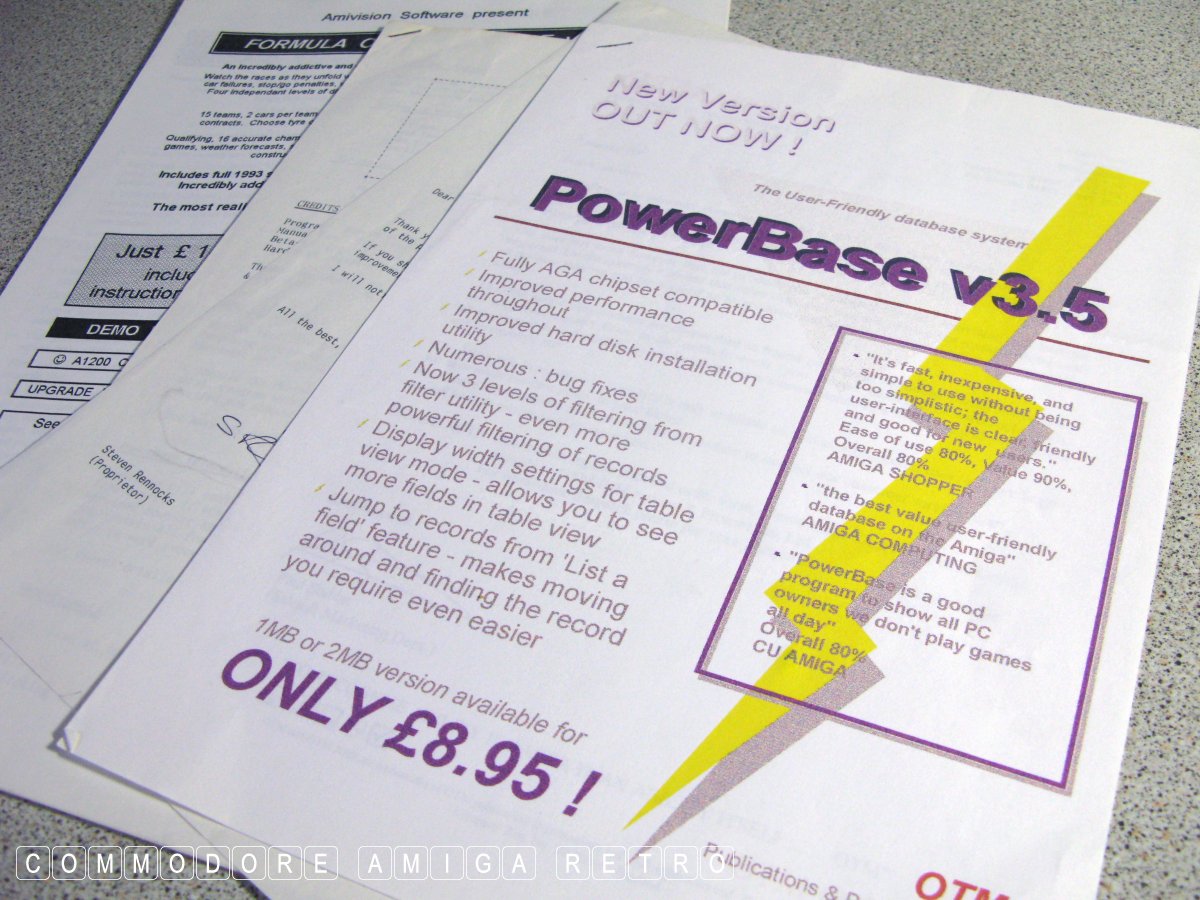 Amivision Software present
FORMULA
An incredibly addictive and
Watch the races as they unfold
car failures, stop/go penalties,
Four independant levels of
15 teams, 2 cars per team
contracts. Choose tyre
Qualifying, 16 accurate
games, weather forecasts,
Includes full 1993
Incredibly
The most
Just £ 1
DEMO
A1200
UPGRADE
See
CREDITS
Dear
Thank
of the
If you
I will not
All the best,
Steven Rennocks
(Proprietor)
New Version
OUT NOW !
The User-Friendly database system
PowerBase v3.5
Fully AGA chipset compatible
Improved performance
throughout
Improved hard disk installation
utility
Numerous : bug fixes
Now 3 levels of filtering from
filter utility - even more
powerful filtering of records
Display width settings for table
view mode - allows you to see
more fields in table view
Jump to records from 'List a
field' feature - makes moving
around and finding the record
you require even easier
1MB or 2MB version available for
ONLY £8.95 !
"It's fast, inexpensive, and
simple to use without being
too simplistic; the
user-interface is clear, friendly
and good for new users."
Ease of use 80%, Value 90%,
Overall 80%
AMIGA SHOPPER
"the best value user-friendly
database on the Amiga"
AMIGA COMPUTING
"PowerBase is a good
program to show all PC
owners we don't play games
all day"
Overall 80%
CU AMIGA
Publications &
OTM
COMMODORE AMIGA RETRO